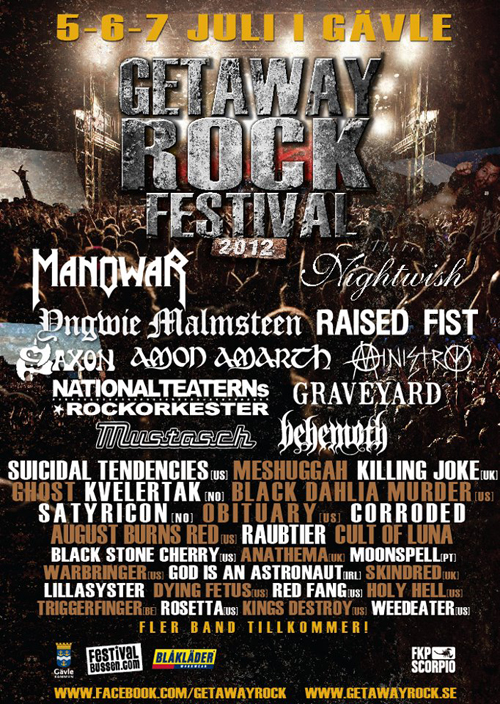 5-6-7 JULI I GÄVLE
GETAWAY
ROCK
FESTIVAL
2012
MANOWAR Nightwish
Yngwie Malmsteen RAISED FIST
SAXON AMON AMARTH MINISTRY
NATIONALTEATERNS GRAVEYARD
★ROCKORKESTER
Mustasch behemoth
SUICIDAL TENDENCIES [US] MESHUGGAH KILLING JOKE [UK]
GHOST KVELERTAK [NO] BLACK DAHLIA MURDER [US]
SATYRICON [NO] OBITUARY [US] CORRODED
AUGUST BURNS RED [US] RAUBTIER CULT OF LUNA
BLACK STONE CHERRY [US] ANATHEMA [UK] MOONSPELL [PT]
WARBRINGER [US] GOD IS AN ASTRONAUT [IRL] SKINDRED [UK]
LILLASYSTER DYING FETUS [US] RED FANG [US] HOLY HELL [US]
TRIGGERFINGER [BE] ROSETTA [US] KINGS DESTROY [US] WEEDEATER [US]
FLER BAND TILLKOMMER!
Gävle
KOMMUN
FESTIVAL
BUSSEN.COM
BLÅKLÄDER
WORKWEAR
FKP
SCORPIO
WWW.FACEBOOK.COM/GETAWAYROCK WWW.GETAWAYROCK.SE